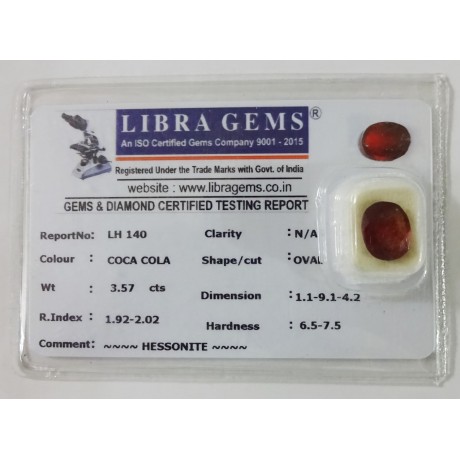 LIBRA GEMS ®
An ISO Certified Gems Company 9001 - 2015
Registered Under the Trade Marks with Govt. of India
website : www.libragems.co.in
GEMS & DIAMOND CERTIFIED TESTING REPORT
ReportNo: LH 140 Clarity : N/A
Colour : COCA COLA Shape/cut : OVAL
Wt : 3.57 cts Dimension : 1.1-9.1-4.2
R.Index : 1.92-2.02 Hardness : 6.5-7.5
Comment: ~~~~ HESSONITE ~~~~